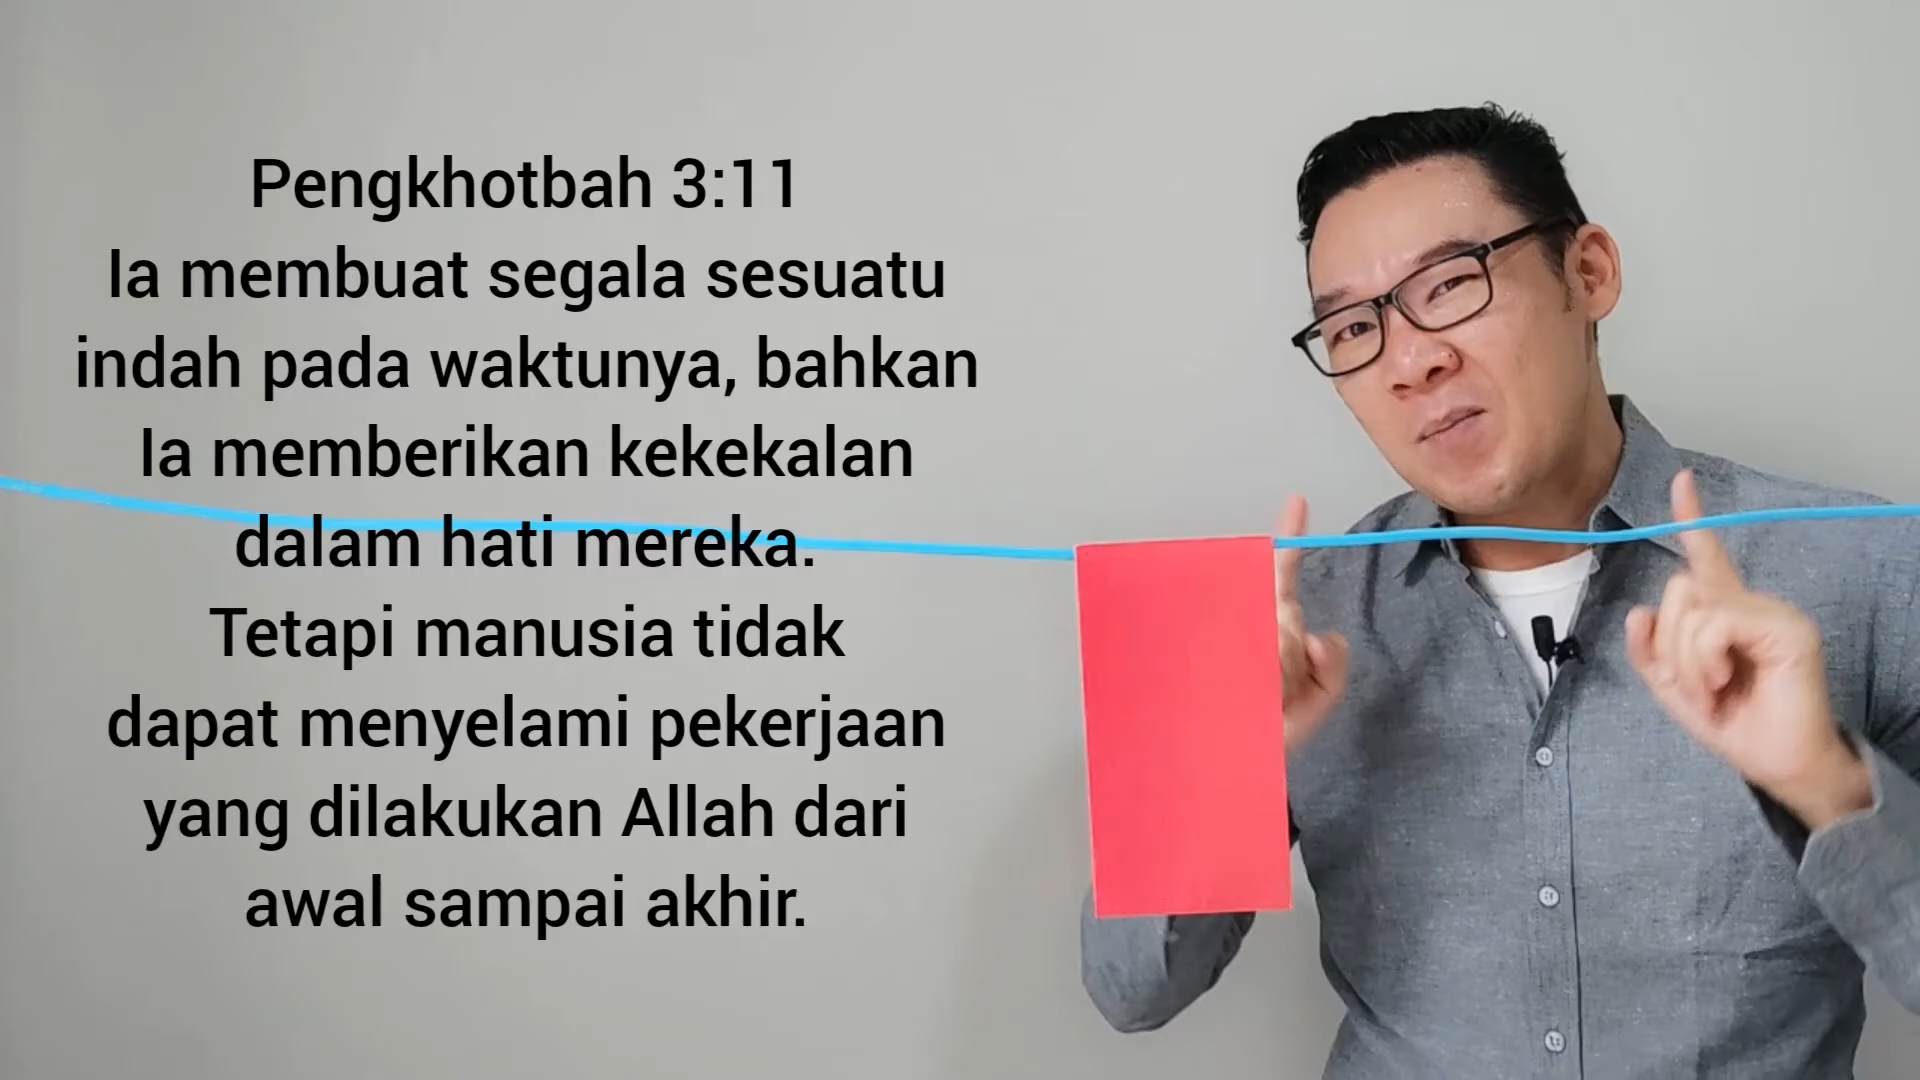 Pengkhotbah 3:11
Ia membuat segala sesuatu
indah pada waktunya, bahkan
Ia memberikan kekekalan
dalam hati mereka.
Tetapi manusia tidak
dapat menyelami pekerjaan
yang dilakukan Allah dari
awal sampai akhir.